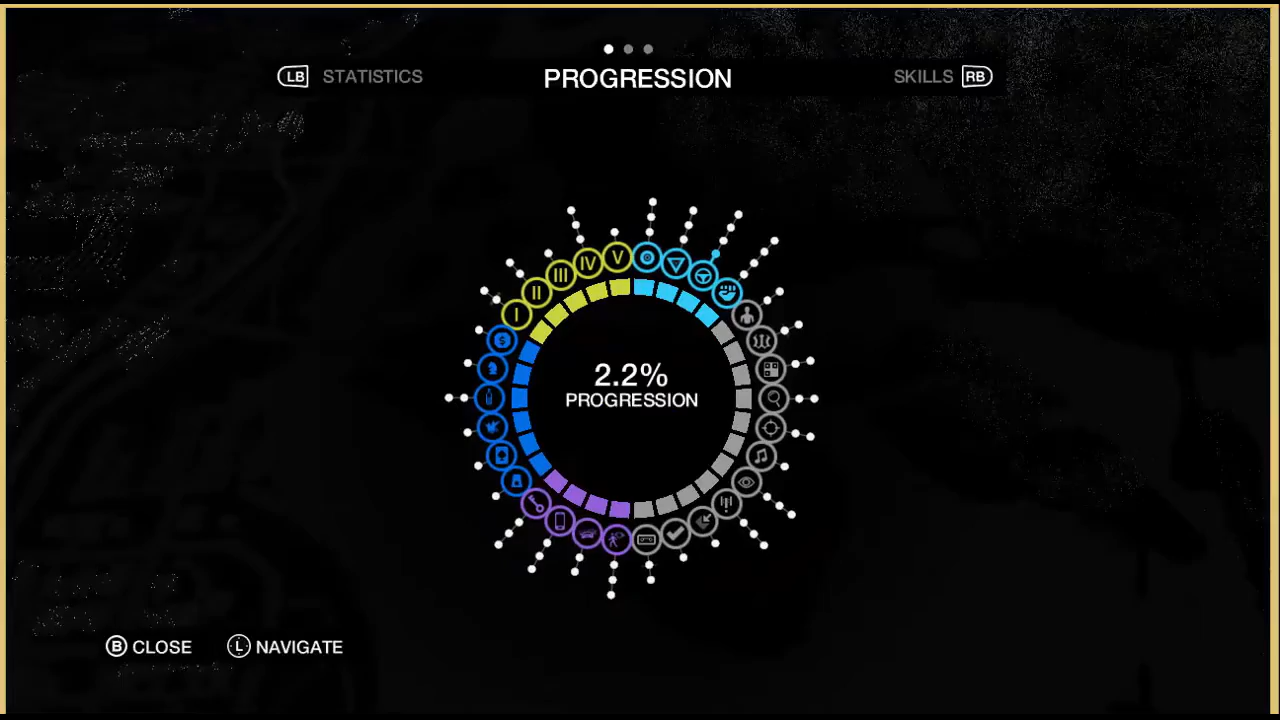 LB STATISTICS PROGRESSION SKILLS RB
V
IV
III
II
I
$
2.2%
PROGRESSION
B CLOSE L NAVIGATE